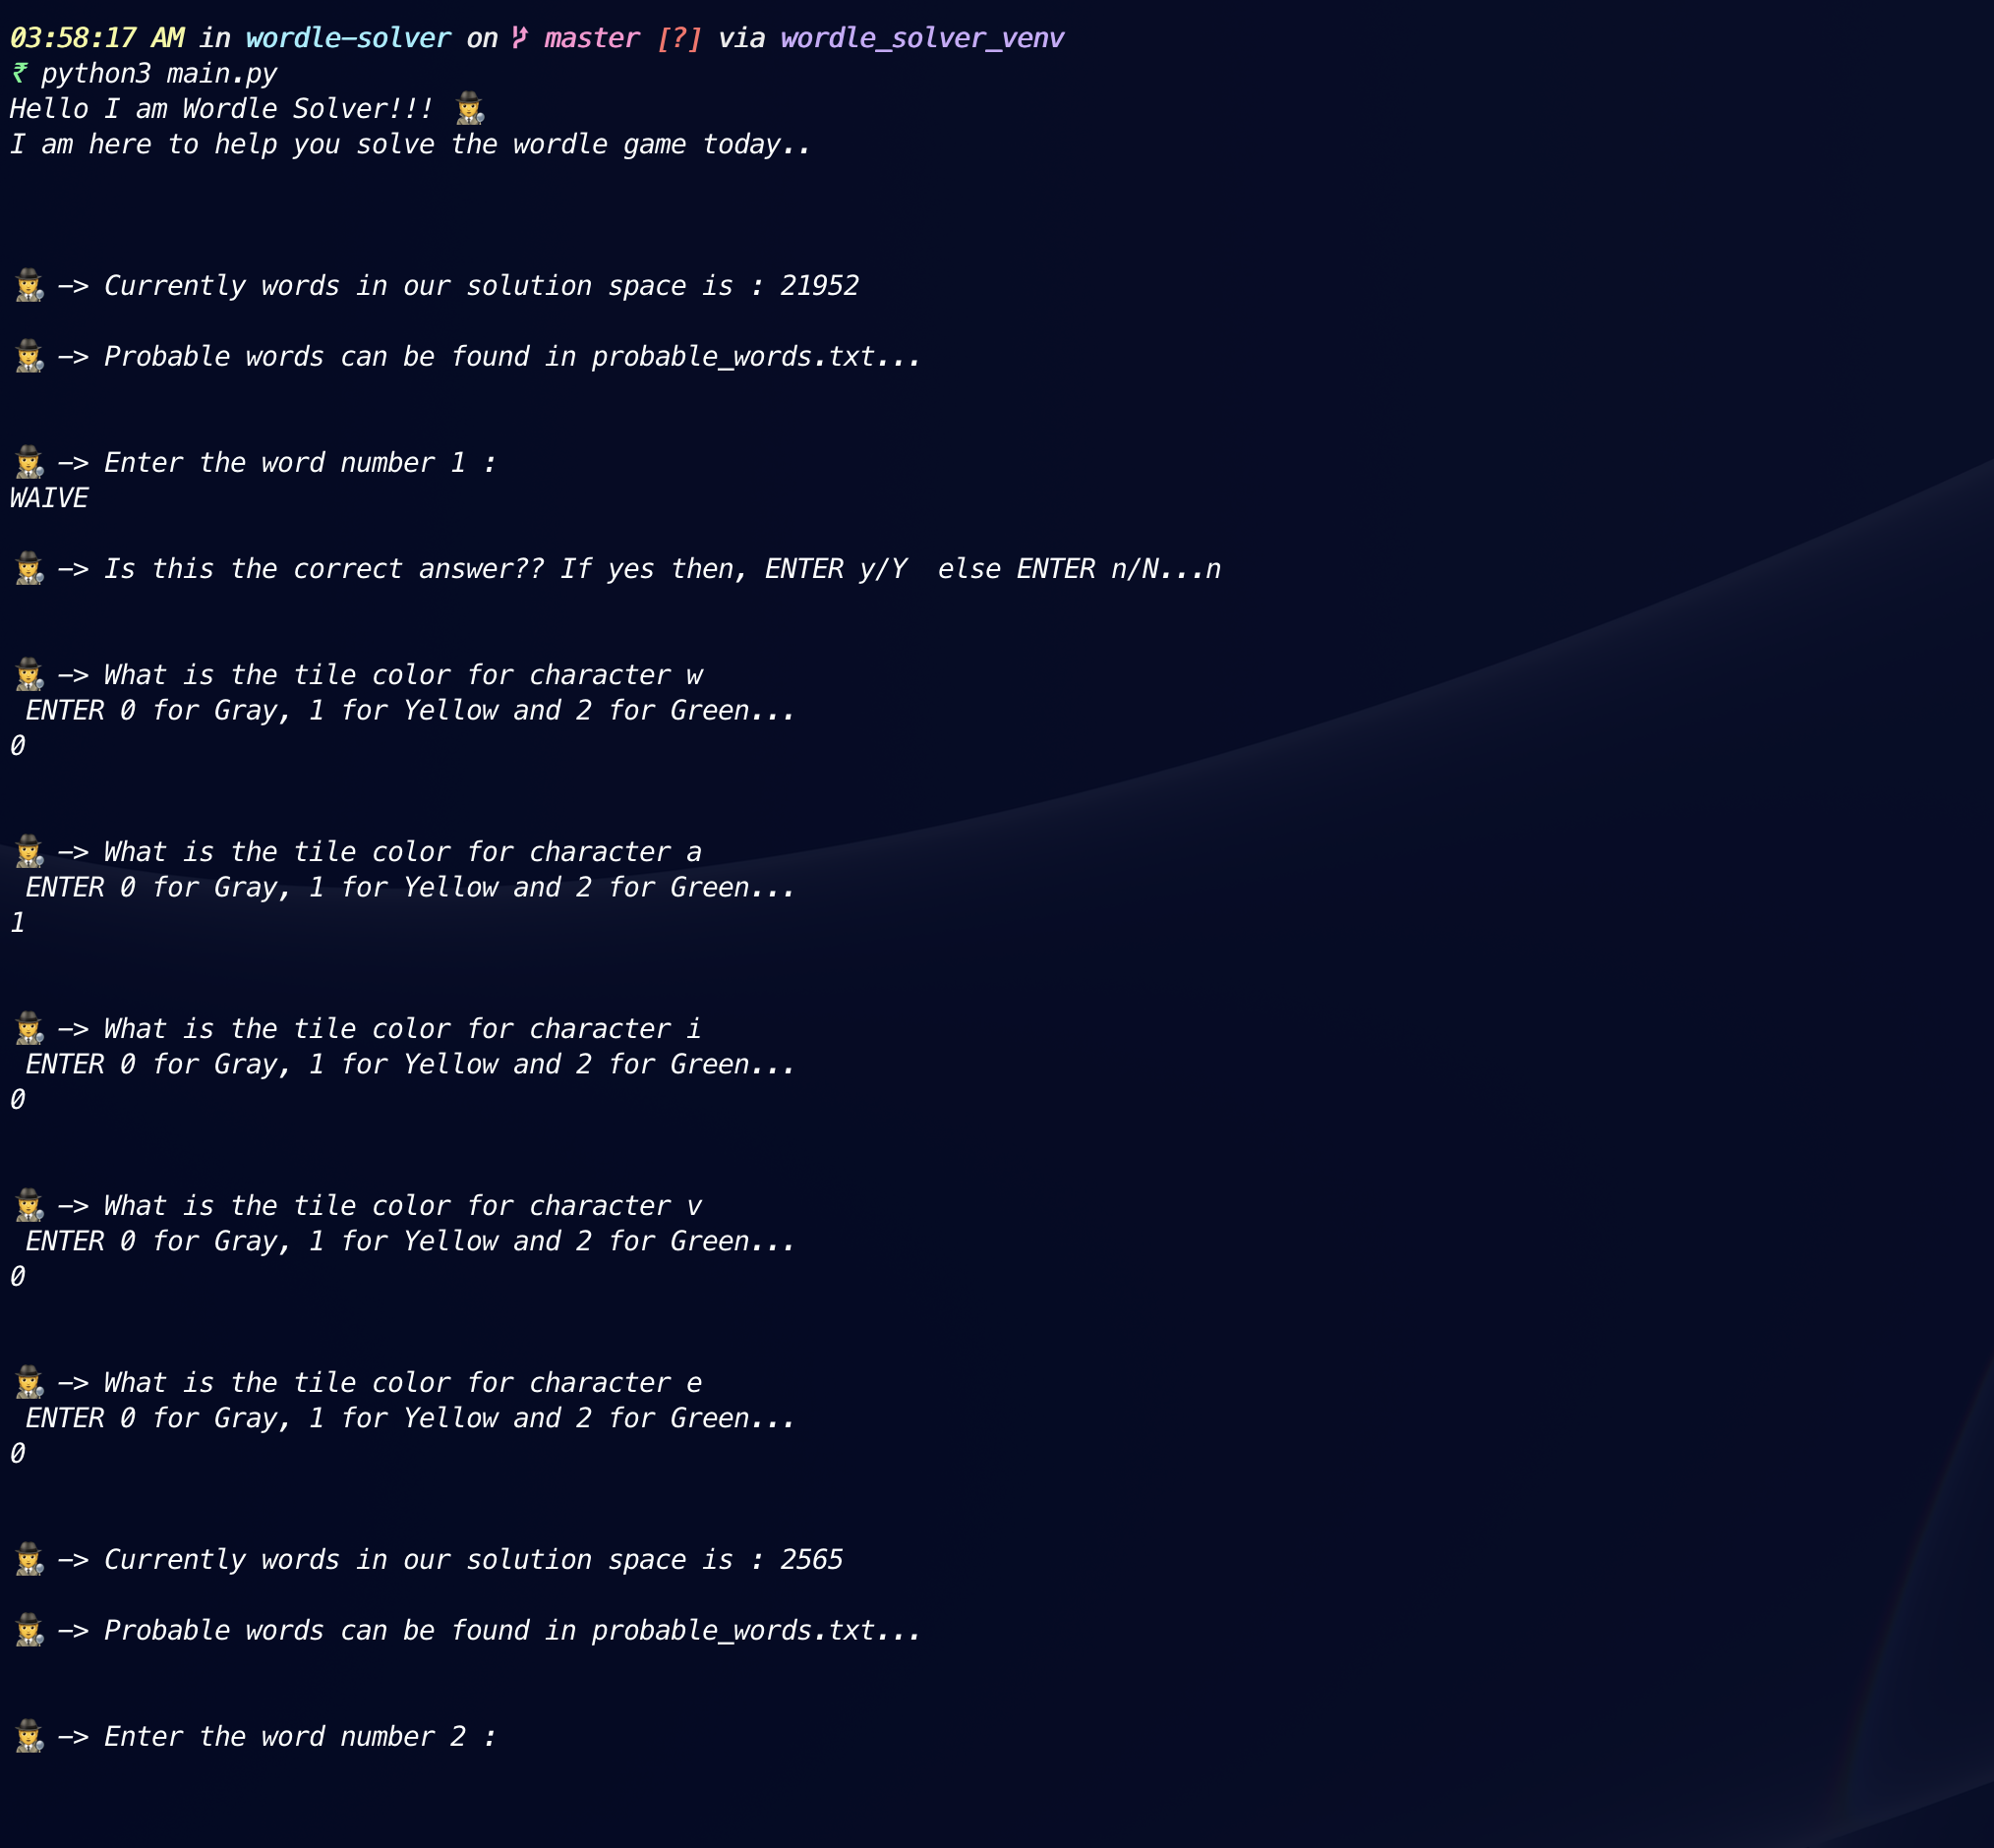 03:58:17 AM in wordle-solver on master [?] via wordle_solver_venv
₹ python3 main.py
Hello I am Wordle Solver!!! 🕵️
I am here to help you solve the wordle game today..
🕵️ -> Currently words in our solution space is : 21952
🕵️ -> Probable words can be found in probable_words.txt...
🕵️ -> Enter the word number 1 :
WAIVE
🕵️ -> Is this the correct answer?? If yes then, ENTER y/Y  else ENTER n/N...n
🕵️ -> What is the tile color for character w
 ENTER 0 for Gray, 1 for Yellow and 2 for Green...
0
🕵️ -> What is the tile color for character a
 ENTER 0 for Gray, 1 for Yellow and 2 for Green...
1
🕵️ -> What is the tile color for character i
 ENTER 0 for Gray, 1 for Yellow and 2 for Green...
0
🕵️ -> What is the tile color for character v
 ENTER 0 for Gray, 1 for Yellow and 2 for Green...
0
🕵️ -> What is the tile color for character e
 ENTER 0 for Gray, 1 for Yellow and 2 for Green...
0
🕵️ -> Currently words in our solution space is : 2565
🕵️ -> Probable words can be found in probable_words.txt...
🕵️ -> Enter the word number 2 :